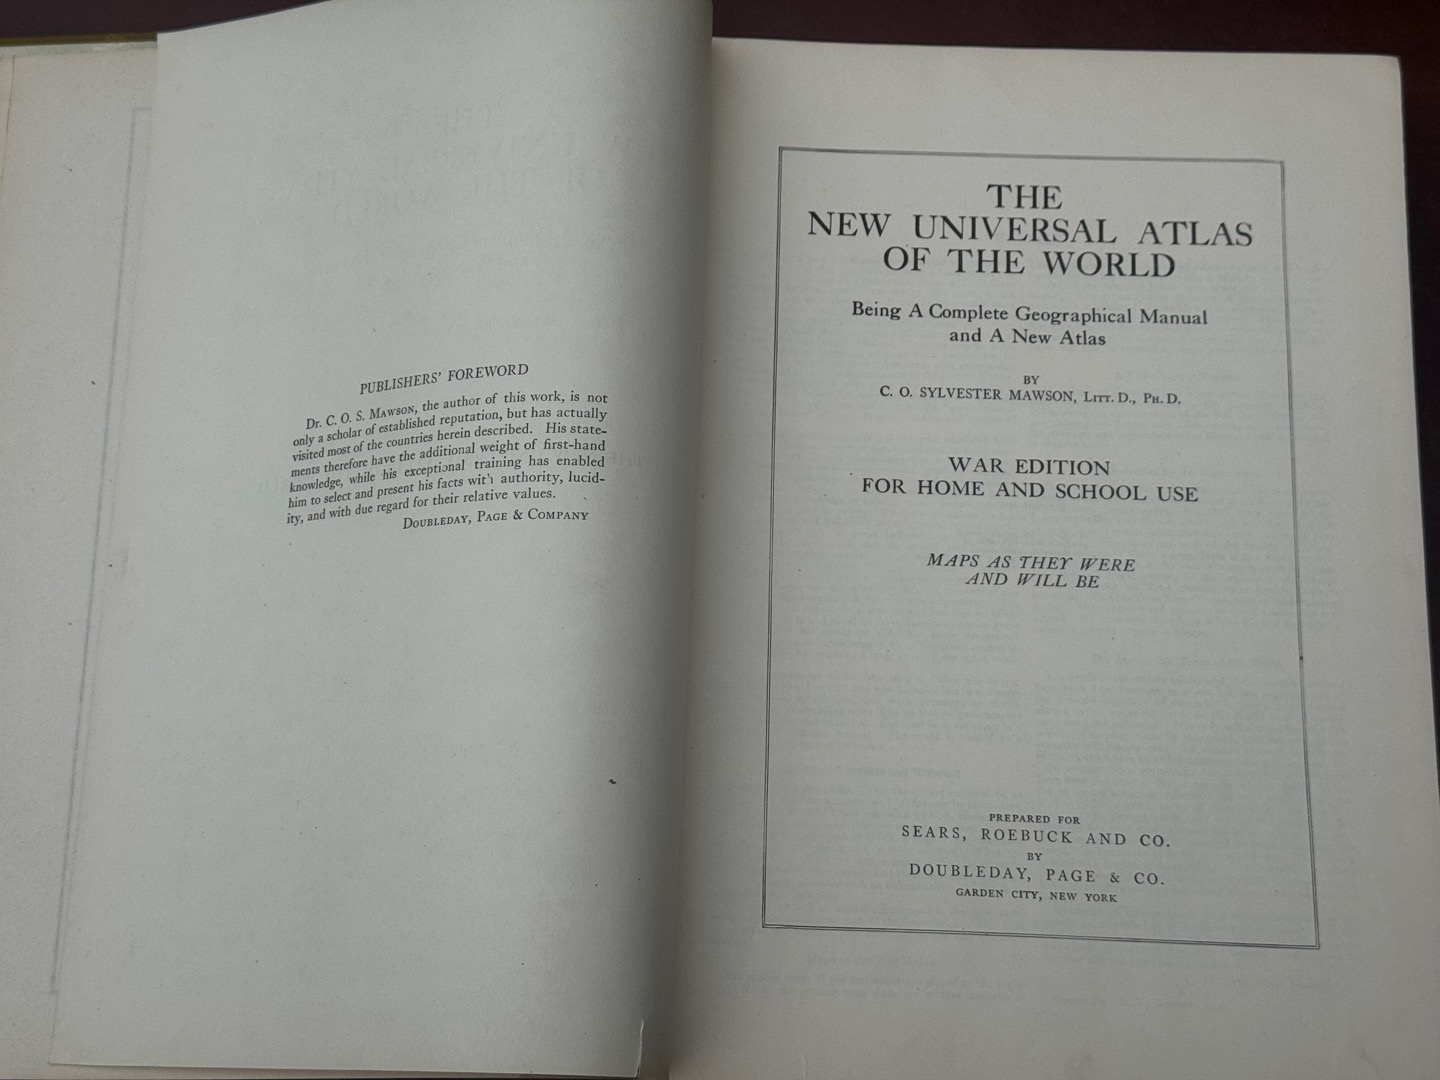 PUBLISHERS' FOREWORD
Dr. C. O. S. Mawson, the author of this work, is not
only a scholar of established reputation, but has actually
visited most of the countries herein described. His state-
ments therefore have the additional weight of first-hand
knowledge, while his exceptional training has enabled
him to select and present his facts with authority, lucid-
ity, and with due regard for their relative values.
Doubleday, Page & Company
THE
NEW UNIVERSAL ATLAS
OF THE WORLD
Being A Complete Geographical Manual
and A New Atlas
BY
C. O. SYLVESTER MAWSON, Litt. D., Ph. D.
WAR EDITION
FOR HOME AND SCHOOL USE
MAPS AS THEY WERE
AND WILL BE
PREPARED FOR
SEARS, ROEBUCK AND CO.
BY
DOUBLEDAY, PAGE & CO.
GARDEN CITY, NEW YORK